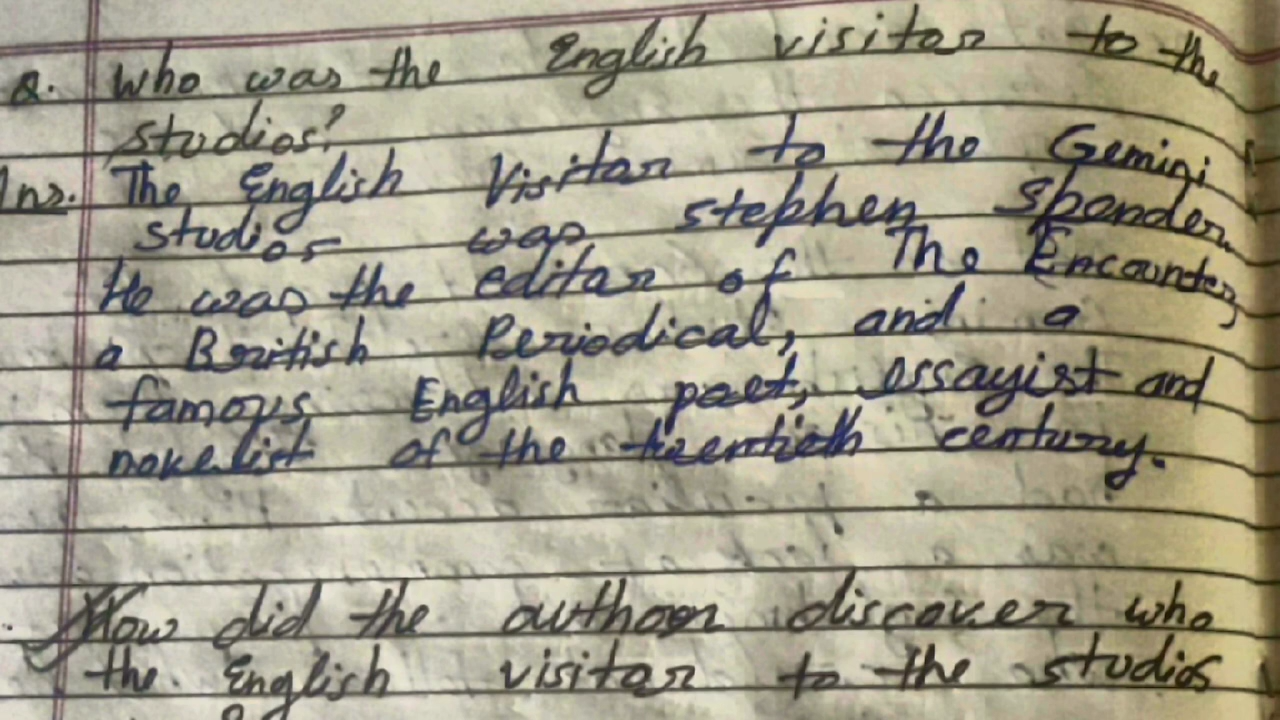 Q. Who was the English visitor to the
studios?
Ans. The English Visitor to the Gemini
studios was stephen Spender.
He was the editor of The Encounter,
a British Periodical, and a
famous English poet, essayist and
novelist of the twentieth century.
How did the author discover who
the English visitor to the studios